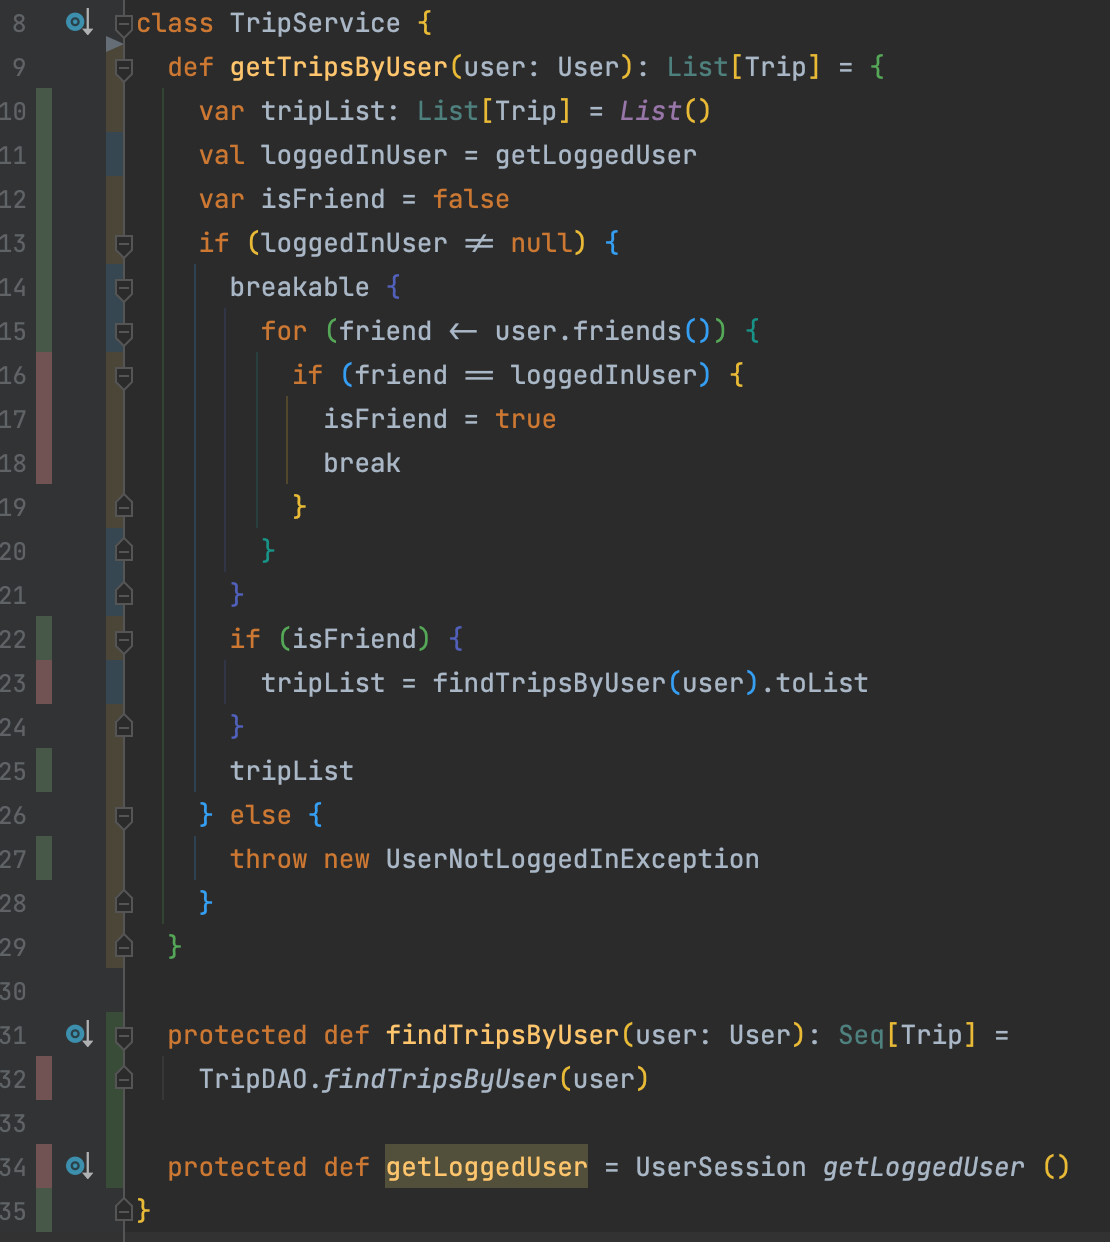 8 class TripService {
9 def getTripsByUser(user: User): List[Trip] = {
10 var tripList: List[Trip] = List()
11 val loggedInUser = getLoggedUser
12 var isFriend = false
13 if (loggedInUser ≠ null) {
14 breakable {
15 for (friend ← user.friends()) {
16 if (friend == loggedInUser) {
17 isFriend = true
18 break
19 }
20 }
21 }
22 if (isFriend) {
23 tripList = findTripsByUser(user).toList
24 }
25 tripList
26 } else {
27 throw new UserNotLoggedInException
28 }
29 }
30
31 protected def findTripsByUser(user: User): Seq[Trip] =
32 TripDAO.findTripsByUser(user)
33
34 protected def getLoggedUser = UserSession getLoggedUser ()
35 }